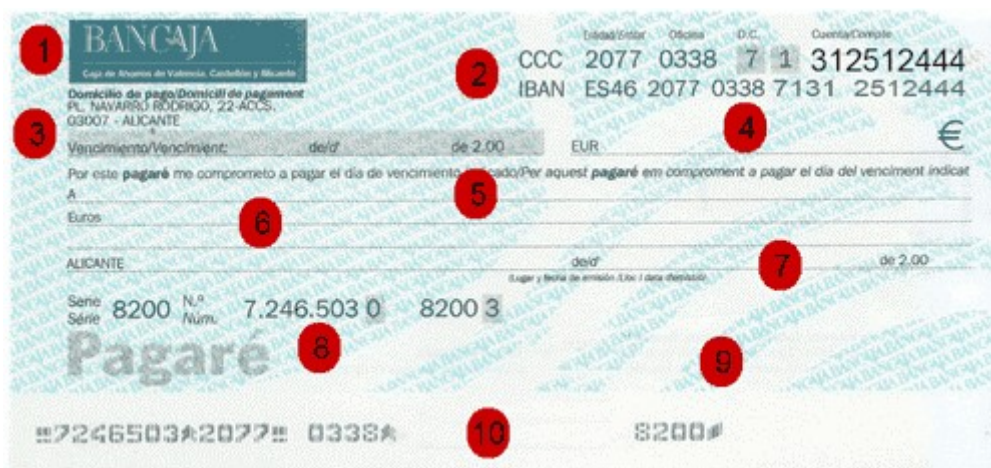 1
BANCAJA
Caja de Ahorros de Valencia, Castellón y Alicante
Domicilio de pago/Domicili de pagament
PL. NAVARRO RODRIGO, 22-ACCS.
03007 - ALICANTE
2
Entidad/Entitat Oficina D.C. Cuenta/Compte
CCC 2077 0338 7 1 312512444
IBAN ES46 2077 0338 7131 2512444
3
Vencimiento/Venciment: de/d' de 2.00
EUR
4
€
Por este pagaré me comprometo a pagar el día de vencimiento /Per aquest pagaré em compromet a pagar el día del venciment indicat
A
5
Euros
6
ALICANTE de/d' 7 de 2.00
(Lugar y fecha de emisión /Lloc i data d'emissió)
Serie Série 8200 N.º Núm. 7.246.503 0 8200 3
Pagaré
8
9
7246503 2077 0338 10 8200